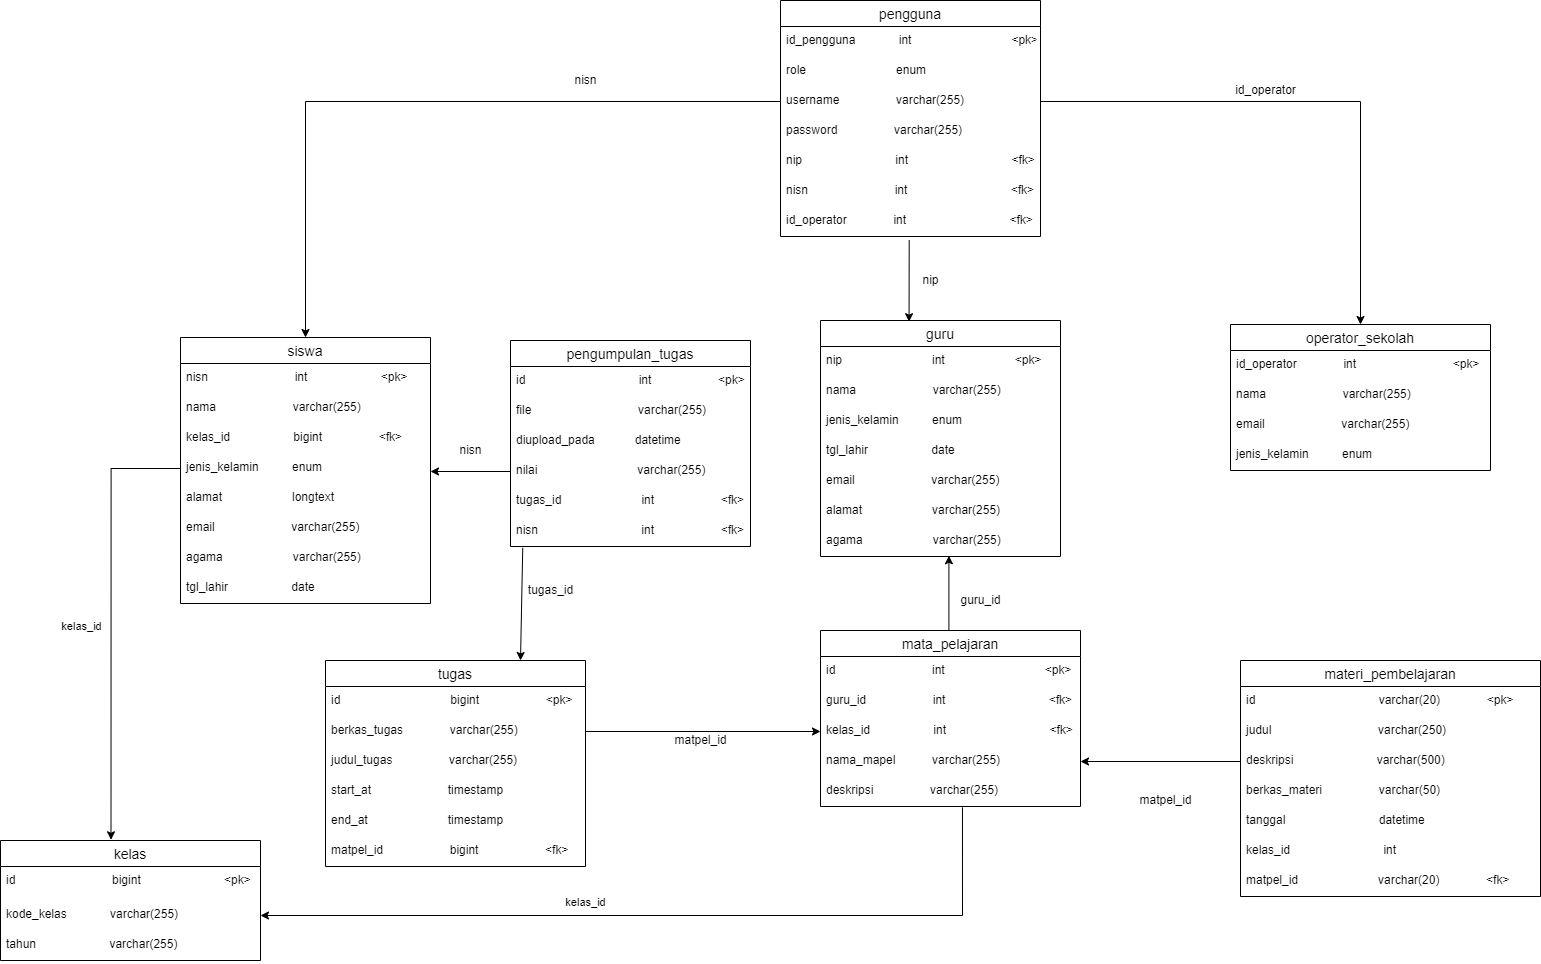 pengguna
id_pengguna int <pk>
role enum
username varchar(255)
password varchar(255)
nip int <fk>
nisn int <fk>
id_operator int <fk>
nisn
id_operator
nip
siswa
nisn int <pk>
nama varchar(255)
kelas_id bigint <fk>
jenis_kelamin enum
alamat longtext
email varchar(255)
agama varchar(255)
tgl_lahir date
nisn
pengumpulan_tugas
id int <pk>
file varchar(255)
diupload_pada datetime
nilai varchar(255)
tugas_id int <fk>
nisn int <fk>
guru
nip int <pk>
nama varchar(255)
jenis_kelamin enum
tgl_lahir date
email varchar(255)
alamat varchar(255)
agama varchar(255)
operator_sekolah
id_operator int <pk>
nama varchar(255)
email varchar(255)
jenis_kelamin enum
kelas_id
tugas_id
guru_id
tugas
id bigint <pk>
berkas_tugas varchar(255)
judul_tugas varchar(255)
start_at timestamp
end_at timestamp
matpel_id bigint <fk>
matpel_id
mata_pelajaran
id int <pk>
guru_id int <fk>
kelas_id int <fk>
nama_mapel varchar(255)
deskripsi varchar(255)
matpel_id
materi_pembelajaran
id varchar(20) <pk>
judul varchar(250)
deskripsi varchar(500)
berkas_materi varchar(50)
tanggal datetime
kelas_id int
matpel_id varchar(20) <fk>
kelas
id bigint <pk>
kode_kelas varchar(255)
tahun varchar(255)
kelas_id